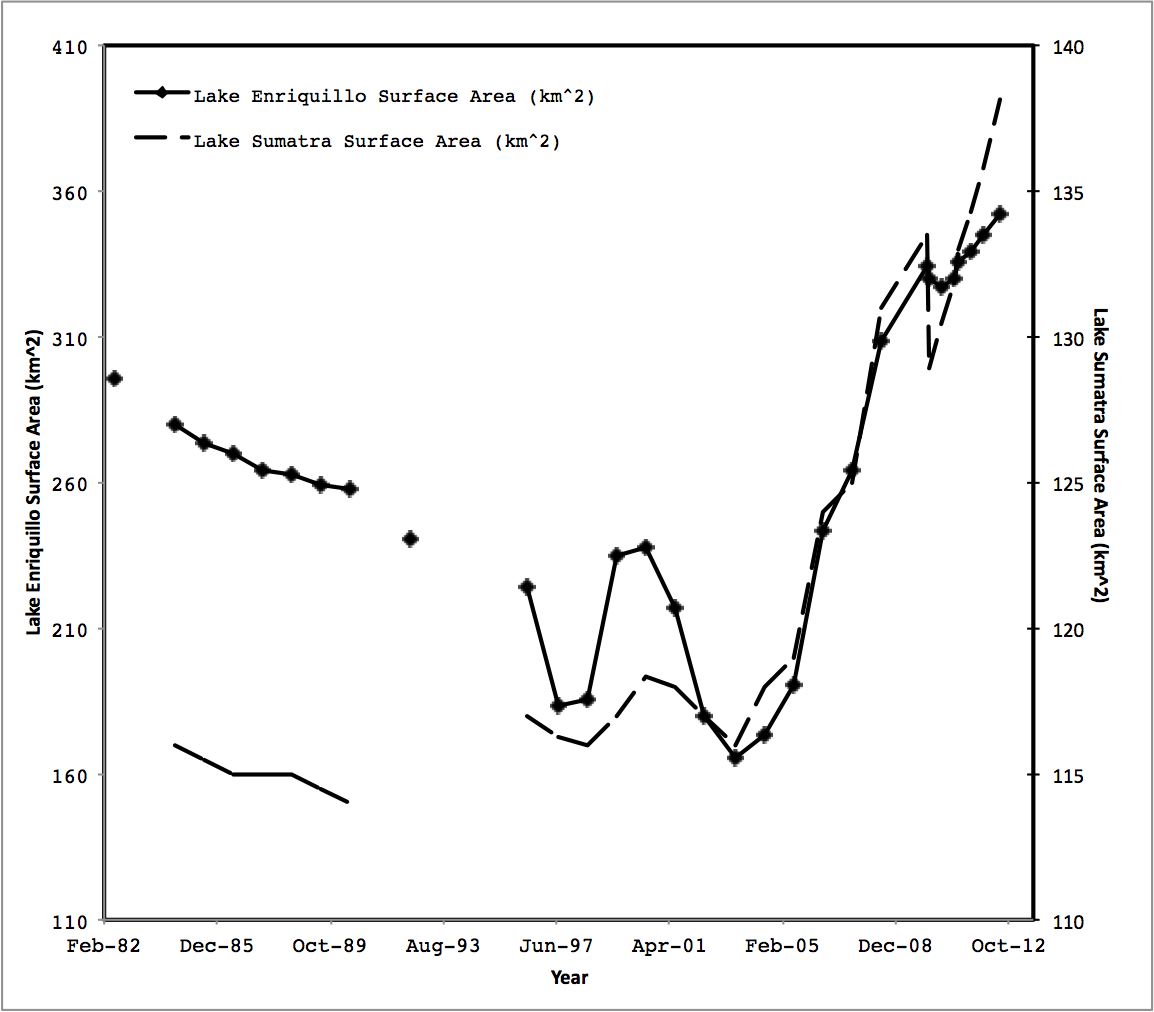 410
360
310
260
210
160
110
Lake Enriquillo Surface Area (km^2)
Lake Enriquillo Surface Area (km^2)
Lake Sumatra Surface Area (km^2)
140
135
130
125
120
115
110
Lake Sumatra Surface Area (km^2)
Feb-82 Dec-85 Oct-89 Aug-93 Jun-97 Apr-01 Feb-05 Dec-08 Oct-12
Year